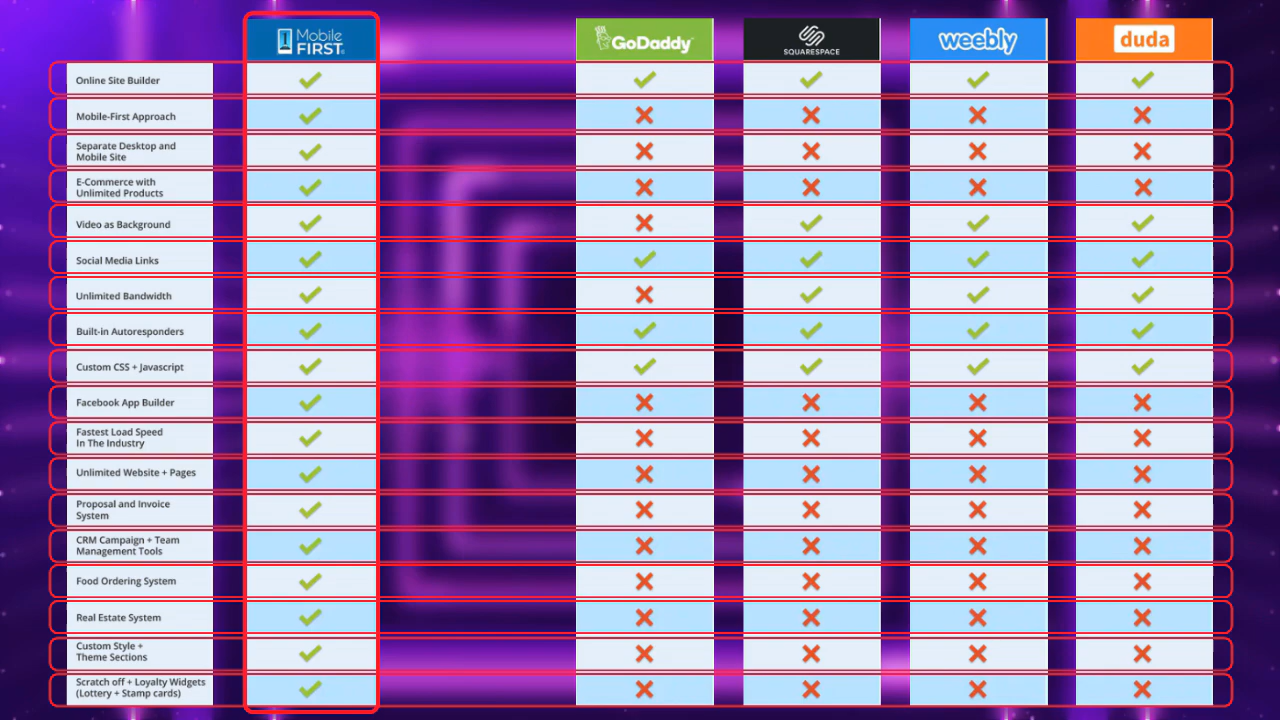 Mobile
FIRST
GoDaddy
SQUARESPACE
weebly
duda
Online Site Builder
Mobile-First Approach
Separate Desktop and
Mobile Site
E-Commerce with
Unlimited Products
Video as Background
Social Media Links
Unlimited Bandwidth
Built-in Autoresponders
Custom CSS + Javascript
Facebook App Builder
Fastest Load Speed
In The Industry
Unlimited Website + Pages
Proposal and Invoice
System
CRM Campaign + Team
Management Tools
Food Ordering System
Real Estate System
Custom Style +
Theme Sections
Scratch off + Loyalty Widgets
(Lottery + Stamp cards)